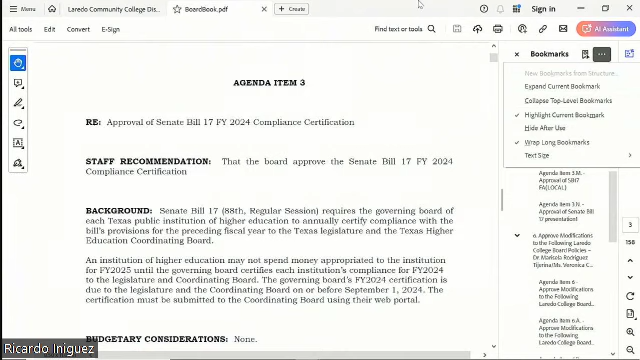 Menu
Laredo Community College Dis...
BoardBook.pdf
Create
Sign in
All tools
Edit
Convert
E-Sign
Find text or tools
AI Assistant
Bookmarks
AGENDA ITEM 3
RE: Approval of Senate Bill 17 FY 2024 Compliance Certification
STAFF RECOMMENDATION: That the board approve the Senate Bill 17 FY 2024
Compliance Certification
BACKGROUND: Senate Bill 17 (88th, Regular Session) requires the governing board of
each Texas public institution of higher education to annually certify compliance with the
bill's provisions for the preceding fiscal year to the Texas legislature and the Texas Higher
Education Coordinating Board.
An institution of higher education may not spend money appropriated to the institution
for FY2025 until the governing board certifies each institution's compliance for FY2024
to the legislature and Coordinating Board. The governing board's FY2024 certification is
due to the legislature and the Coordinating Board on or before September 1, 2024. The
certification must be submitted to the Coordinating Board using their web portal.
BUDGETARY CONSIDERATIONS: None.
New Bookmarks from Structure...
Expand Current Bookmark
Collapse Top-Level Bookmarks
Highlight Current Bookmark
Hide After Use
Wrap Long Bookmarks
Text Size
Agenda Item 3.M -
Approval of SB17
FA(LOCAL)
Agenda Item 3.N -
Approval of Senate Bill
17 presentation1
o. Approve Modifications
to the Following Laredo
College Board Policies -
Dr. Marisela Rodriguez
Tijerina/Ms. Veronica C...
Agenda Item 6 -
Approve Modifications
to the Following
Laredo College Board...
Agenda Item 6.A -
Approve Modifications
to the Following
Laredo College Board...
3
158
Ricardo Iniguez